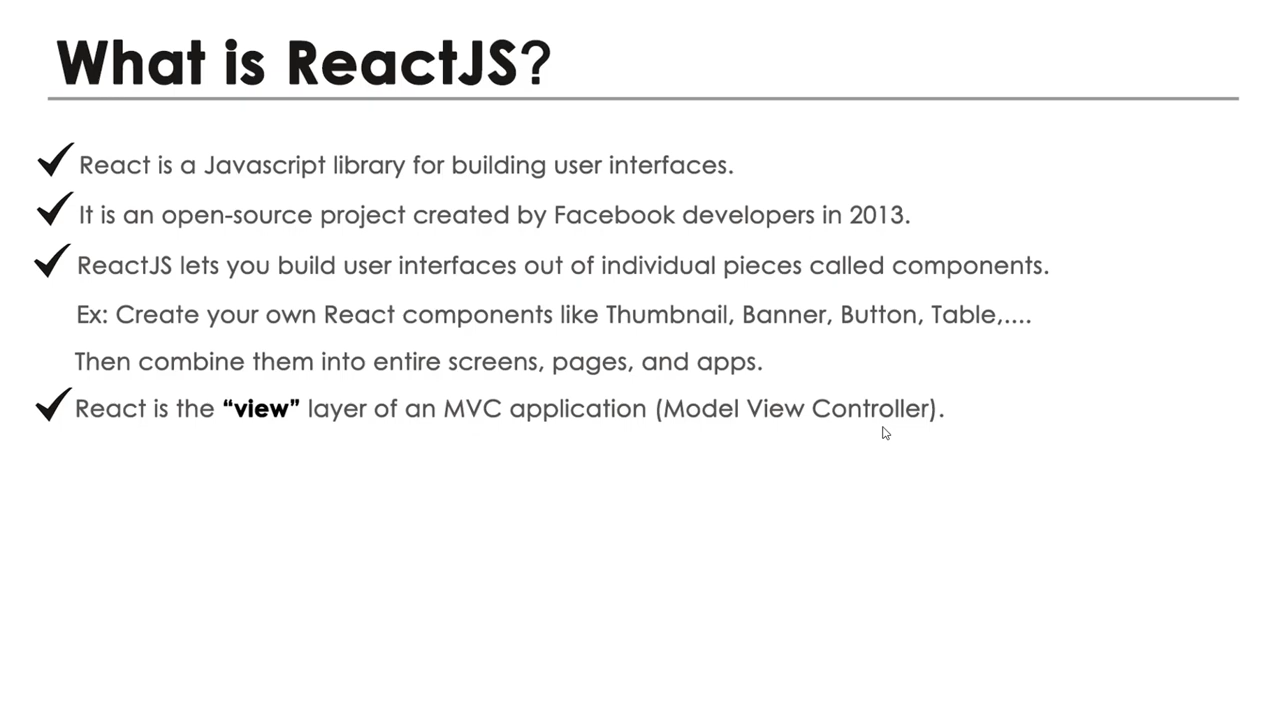 What is ReactJS?
React is a Javascript library for building user interfaces.
It is an open-source project created by Facebook developers in 2013.
ReactJS lets you build user interfaces out of individual pieces called components.
Ex: Create your own React components like Thumbnail, Banner, Button, Table,....
Then combine them into entire screens, pages, and apps.
React is the “view” layer of an MVC application (Model View Controller).